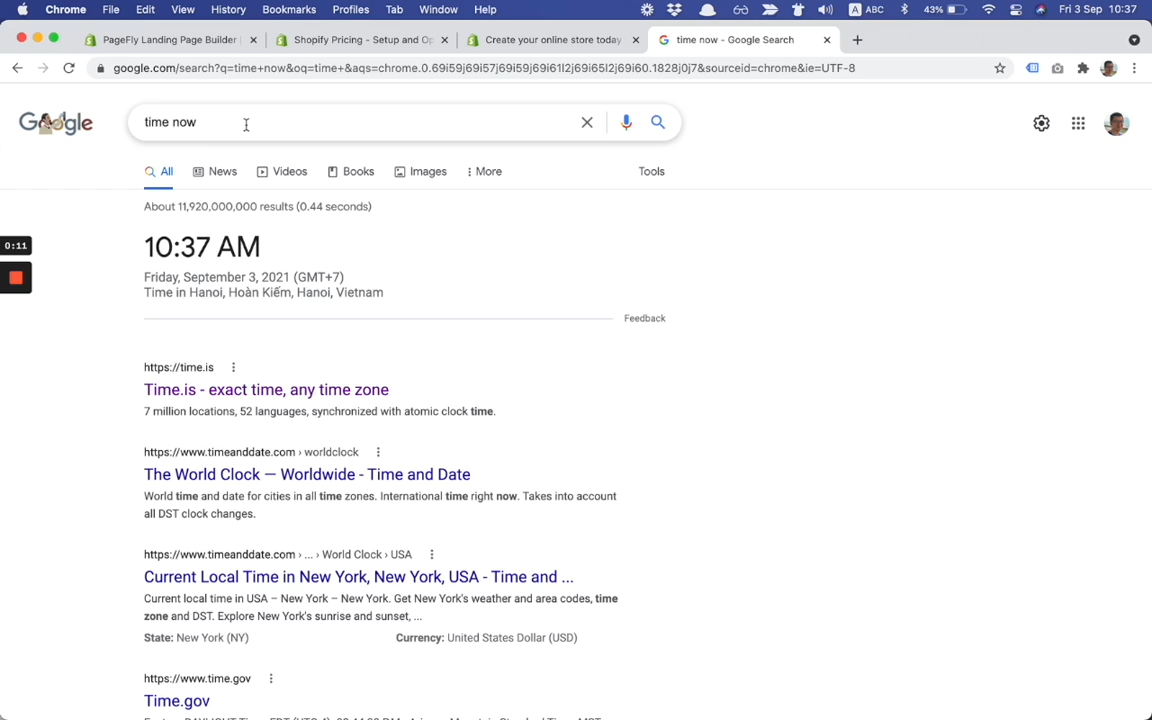 Chrome File Edit View History Bookmarks Profiles Tab Window Help A ABC 43% Fri 3 Sep 10:37
PageFly Landing Page Builder Shopify Pricing - Setup and Op Create your online store today time now - Google Search
google.com/search?q=time+now&oq=time+&aqs=chrome.0.69i59j69i57j69i59j69i61l2j69i65l2j69i60.1828j0j7&sourceid=chrome&ie=UTF-8
Google
time now
All News Videos Books Images More Tools
About 11,920,000,000 results (0.44 seconds)
0:11
10:37 AM
Friday, September 3, 2021 (GMT+7)
Time in Hanoi, Hoàn Kiếm, Hanoi, Vietnam
Feedback
https://time.is
Time.is - exact time, any time zone
7 million locations, 52 languages, synchronized with atomic clock time.
https://www.timeanddate.com › worldclock
The World Clock — Worldwide - Time and Date
World time and date for cities in all time zones. International time right now. Takes into account
all DST clock changes.
https://www.timeanddate.com › ... › World Clock › USA
Current Local Time in New York, New York, USA - Time and ...
Current local time in USA – New York – New York. Get New York's weather and area codes, time
zone and DST. Explore New York's sunrise and sunset, ...
State: New York (NY) Currency: United States Dollar (USD)
https://www.time.gov
Time.gov